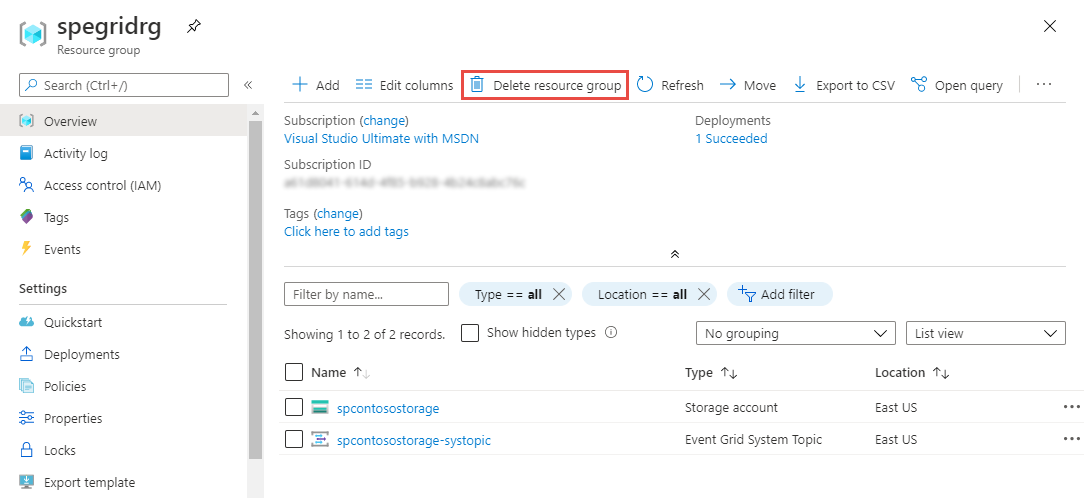 spegridrg
Resource group
Search (Ctrl+/)
«
Overview
Activity log
Access control (IAM)
Tags
Events
Settings
Quickstart
Deployments
Policies
Properties
Locks
Export template
Add
Edit columns
Delete resource group
Refresh
Move
Export to CSV
Open query
...
Subscription (change)
Visual Studio Ultimate with MSDN
Subscription ID
Tags (change)
Click here to add tags
Deployments
1 Succeeded
Filter by name...
Type == all
Location == all
Add filter
Showing 1 to 2 of 2 records.
Show hidden types
No grouping
List view
Name ↑↓ Type ↑↓ Location ↑↓
spcontosostorage Storage account East US ...
spcontosostorage-systopic Event Grid System Topic East US ...